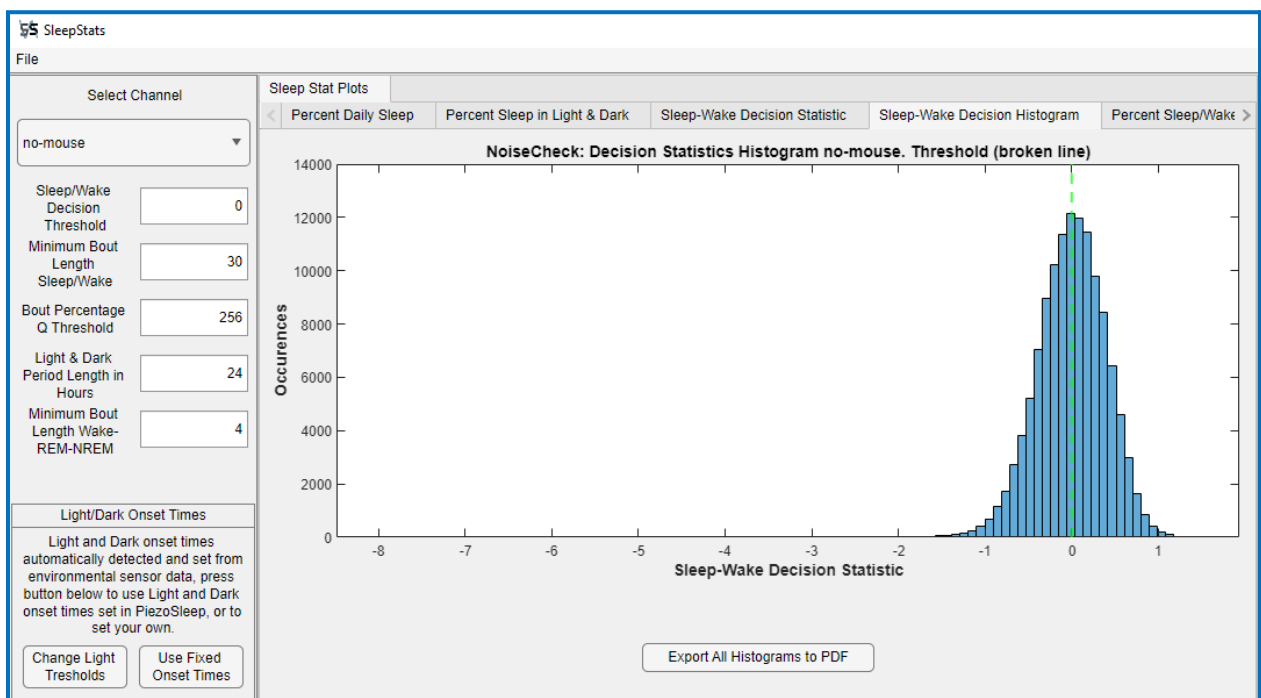 SleepStats
File
Select Channel
no-mouse
Sleep/Wake
Decision
Threshold
0
Minimum Bout
Length
Sleep/Wake
30
Bout Percentage
Q Threshold
256
Light & Dark
Period Length in
Hours
24
Minimum Bout
Length Wake-
REM-NREM
4
Light/Dark Onset Times
Light and Dark onset times
automatically detected and set from
environmental sensor data, press
button below to use Light and Dark
onset times set in PiezoSleep, or to
set your own.
Change Light
Tresholds
Use Fixed
Onset Times
Sleep Stat Plots
Percent Daily Sleep
Percent Sleep in Light & Dark
Sleep-Wake Decision Statistic
Sleep-Wake Decision Histogram
Percent Sleep/Wake
NoiseCheck: Decision Statistics Histogram no-mouse. Threshold (broken line)
14000
12000
10000
8000
6000
4000
2000
0
Occurences
-8 -7 -6 -5 -4 -3 -2 -1 0 1
Sleep-Wake Decision Statistic
Export All Histograms to PDF